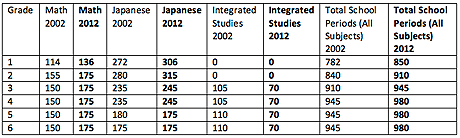 Grade Math 2002 Math 2012 Japanese 2002 Japanese 2012 Integrated Studies 2002 Integrated Studies 2012 Total School Periods (All Subjects) 2002 Total School Periods (All Subjects) 2012
1 114 136 272 306 0 0 782 850
2 155 175 280 315 0 0 840 910
3 150 175 235 245 105 70 910 945
4 150 175 235 245 105 70 945 980
5 150 175 180 175 110 70 945 980
6 150 175 175 175 110 70 945 980